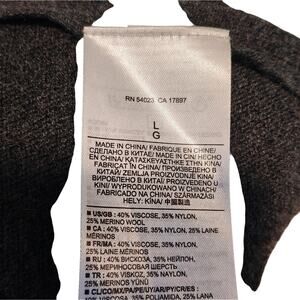 RN 54023 CA 17897
L
G
MADE IN CHINA/ FABRIQUE EN CHINE/
СДЕЛАНО В КИТАЕ/ MADE IN CIN/ HECHO
EN CHINA/ ΚΑΤΑΣΚΕΥΑΣΤΗΚΕ ΣΤΗΝ ΚΙΝΑ/
FABRICAT ÎN CHINA/ ПРОИЗВЕДЕНО В
КИТАЙ/ ZEMLJA PROIZVODNJE KINA/
ВИРОБЛЕНО В КИТАЇ/ PROIZVEDENO U
KINI/ WYPRODUKOWANO W CHINACH/
FABRICADO NA CHINA/ SZÁRMAZÁSI
HELY: KÍNA/ 中国製造
■ US/GB: 40% VISCOSE, 35% NYLON,
25% MERINO WOOL
■ CA: 40% VISCOSE, 35% NYLON, 25% LAINE
MÉRINOS
■ FR/MA: 40% VISCOSE, 35% NYLON,
25% LAINE MÉRINOS
■ RU: 40% ВИСКОЗА, 35% НЕЙЛОН,
25% МЕРИНОСОВАЯ ШЕРСТЬ
■ TR: 40% VİSKOZ, 35% NAYLON,
25% MERİNOS YÜNÜ
■ CL/CO/MX/PA/PE/UY/AR/PY/CR/ES:
40% VISCOSA, 35% POLIAMIDA, 25% LANA